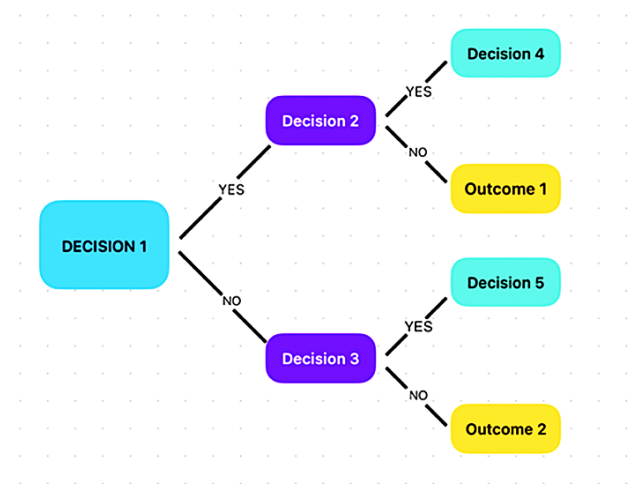 Decision 4
YES
Decision 2
NO
YES
Outcome 1
DECISION 1
Decision 5
NO
YES
Decision 3
NO
Outcome 2